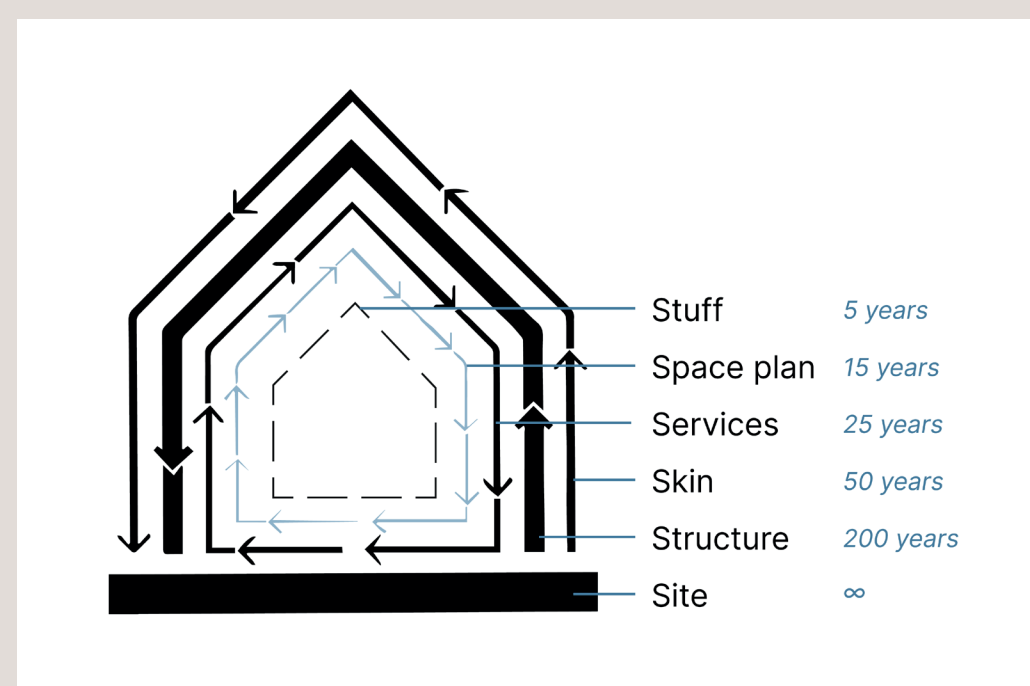 Stuff 5 years
Space plan 15 years
Services 25 years
Skin 50 years
Structure 200 years
Site ∞